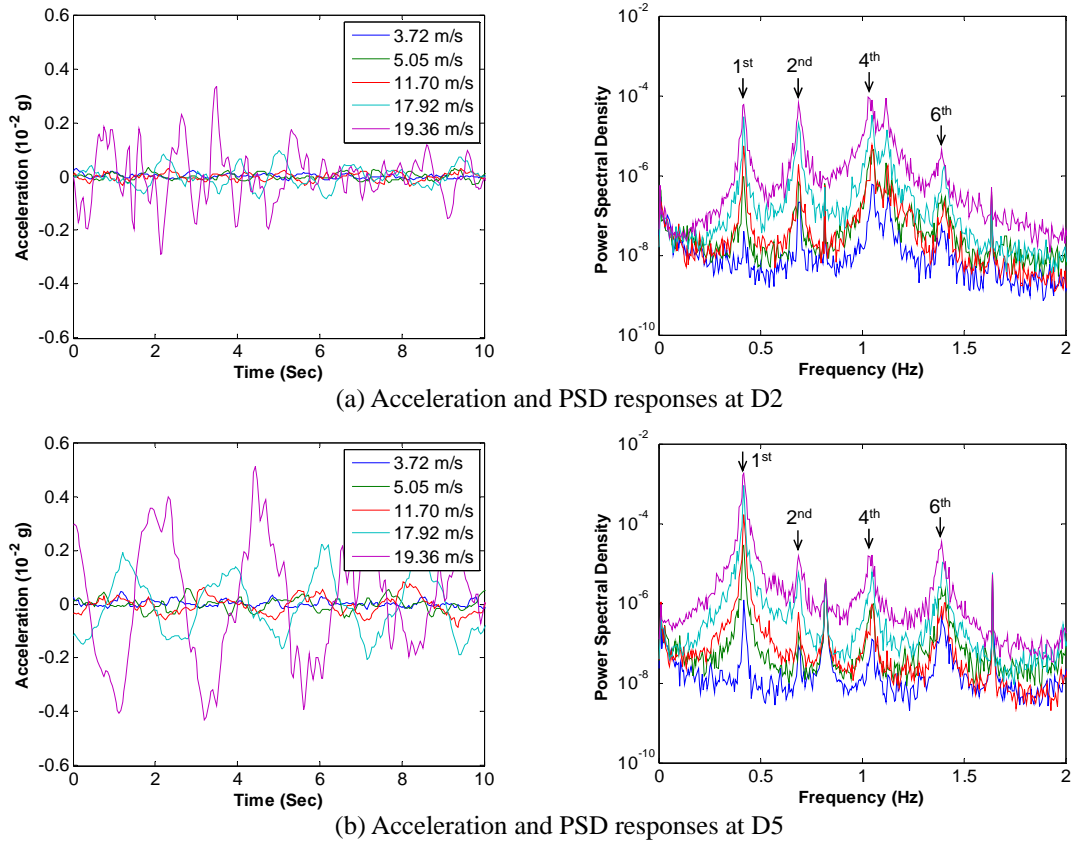 0.6
0.4
0.2
0
-0.2
-0.4
-0.6
Acceleration (10⁻² g)
3.72 m/s
5.05 m/s
11.70 m/s
17.92 m/s
19.36 m/s
0 2 4 6 8 10
Time (Sec)
10⁻²
10⁻⁴
10⁻⁶
10⁻⁸
10⁻¹⁰
Power Spectral Density
1ˢᵗ 2ⁿᵈ 4ᵗʰ 6ᵗʰ
0 0.5 1 1.5 2
Frequency (Hz)
(a) Acceleration and PSD responses at D2
0.6
0.4
0.2
0
-0.2
-0.4
-0.6
Acceleration (10⁻² g)
3.72 m/s
5.05 m/s
11.70 m/s
17.92 m/s
19.36 m/s
0 2 4 6 8 10
Time (Sec)
10⁻²
10⁻⁴
10⁻⁶
10⁻⁸
10⁻¹⁰
Power Spectral Density
1ˢᵗ 2ⁿᵈ 4ᵗʰ 6ᵗʰ
0 0.5 1 1.5 2
Frequency (Hz)
(b) Acceleration and PSD responses at D5